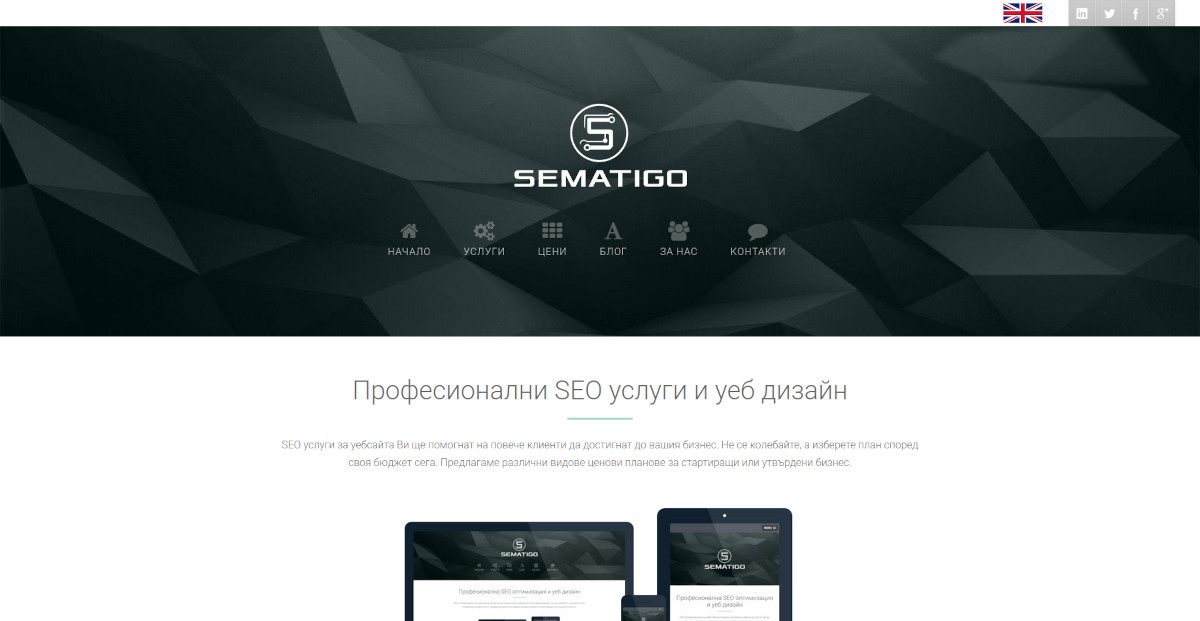 SEMATIGO
НАЧАЛО УСЛУГИ ЦЕНИ БЛОГ ЗА НАС КОНТАКТИ
Професионални SEO услуги и уеб дизайн
SEO услуги за уебсайта Ви ще помогнат на повече клиенти да достигнат до вашия бизнес. Не се колебайте, а изберете план според
своя бюджет сега. Предлагаме различни видове ценови планове за стартиращи или утвърдени бизнес.
SEMATIGO
Професионална SEO оптимизация и уеб дизайн
MENU
SEMATIGO
Професионална SEO оптимизация
и уеб дизайн